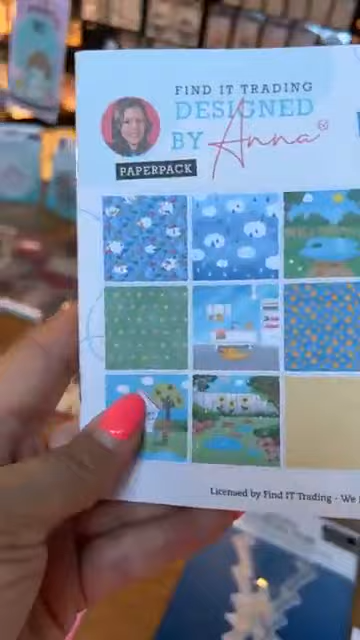 FIND IT TRADING
DESIGNED
BY Anna®
PAPERPACK
Licensed by Find IT Trading - We